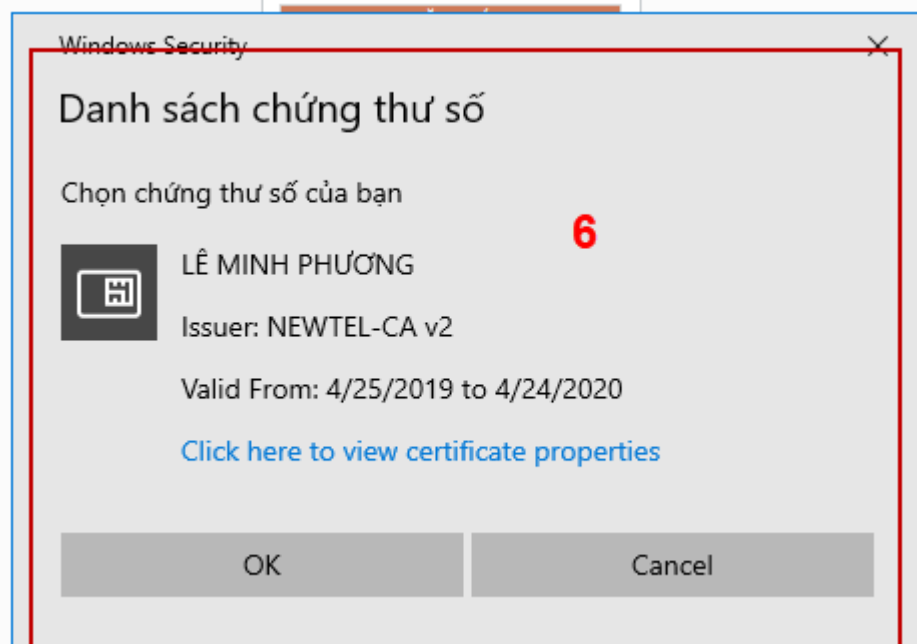 Windows Security
Danh sách chứng thư số
Chọn chứng thư số của bạn
6
LÊ MINH PHƯƠNG
Issuer: NEWTEL-CA v2
Valid From: 4/25/2019 to 4/24/2020
Click here to view certificate properties
OK
Cancel